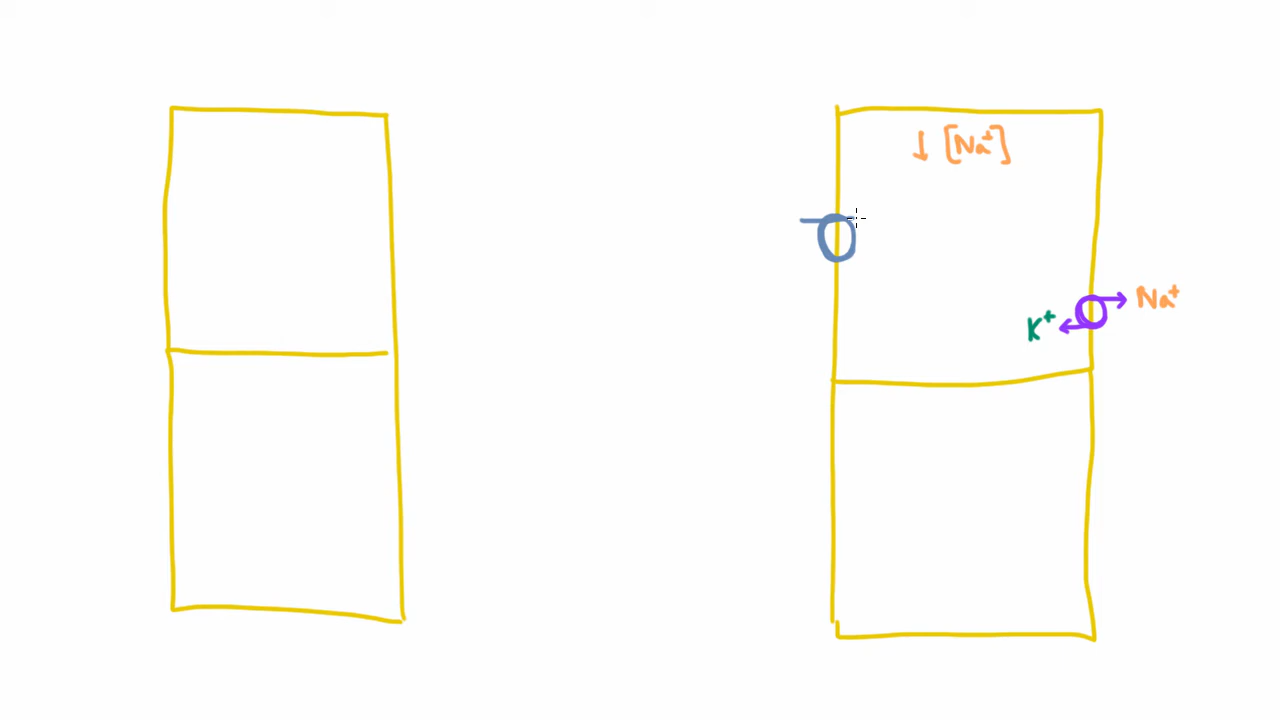 ↓ [Na⁺]
Na⁺
K⁺